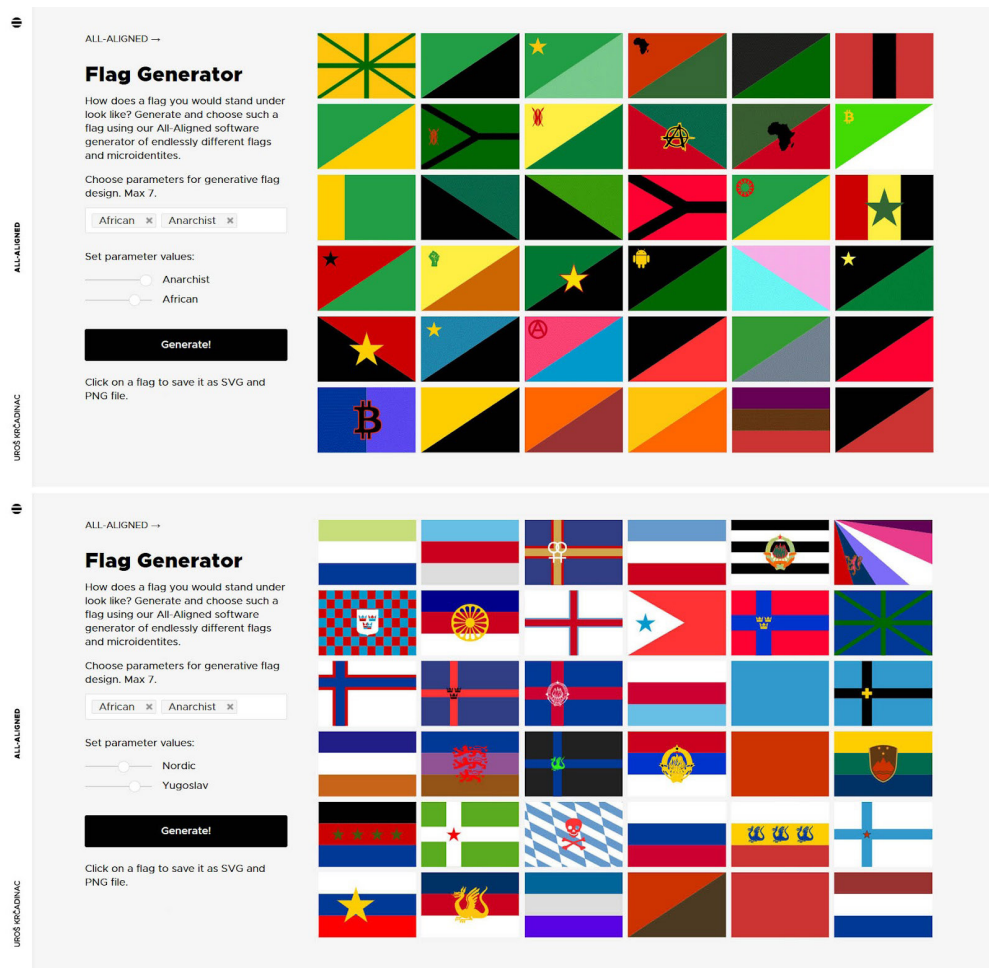 ALL-ALIGNED →
Flag Generator
How does a flag you would stand under
look like? Generate and choose such a
flag using our All-Aligned software
generator of endlessly different flags
and microidentites.
Choose parameters for generative flag
design. Max 7.
African × Anarchist ×
Set parameter values:
Anarchist
African
Generate!
Click on a flag to save it as SVG and
PNG file.
ALL-ALIGNED
UROŠ KRČADINAC
ALL-ALIGNED →
Flag Generator
How does a flag you would stand under
look like? Generate and choose such a
flag using our All-Aligned software
generator of endlessly different flags
and microidentites.
Choose parameters for generative flag
design. Max 7.
African × Anarchist ×
Set parameter values:
Nordic
Yugoslav
Generate!
Click on a flag to save it as SVG and
PNG file.
ALL-ALIGNED
UROŠ KRČADINAC